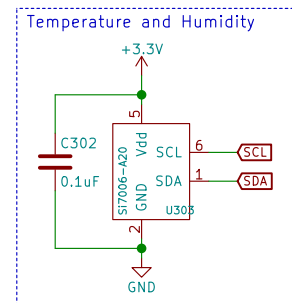 Temperature and Humidity
+3.3V
5
Vdd
C302
SCL
6
SCL
0.1uF
Si7006-A20
SDA
1
SDA
GND
U303
2
GND